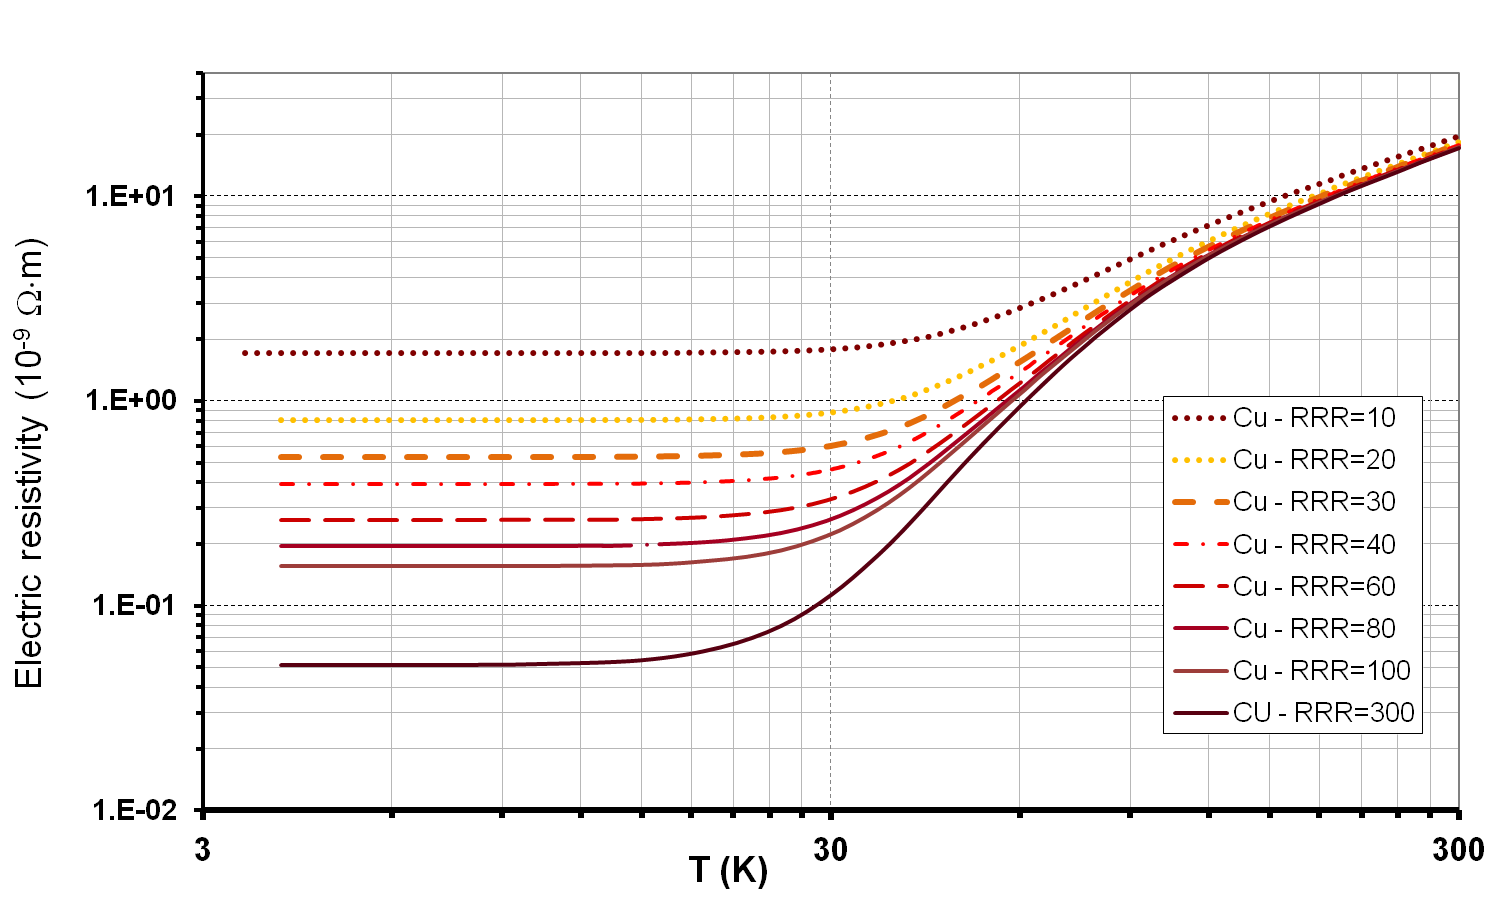 1.E+01
1.E+00
1.E-01
1.E-02
Electric resistivity (10⁻⁹ Ω·m)
3
30
300
T (K)
Cu - RRR=10
Cu - RRR=20
Cu - RRR=30
Cu - RRR=40
Cu - RRR=60
Cu - RRR=80
Cu - RRR=100
CU - RRR=300